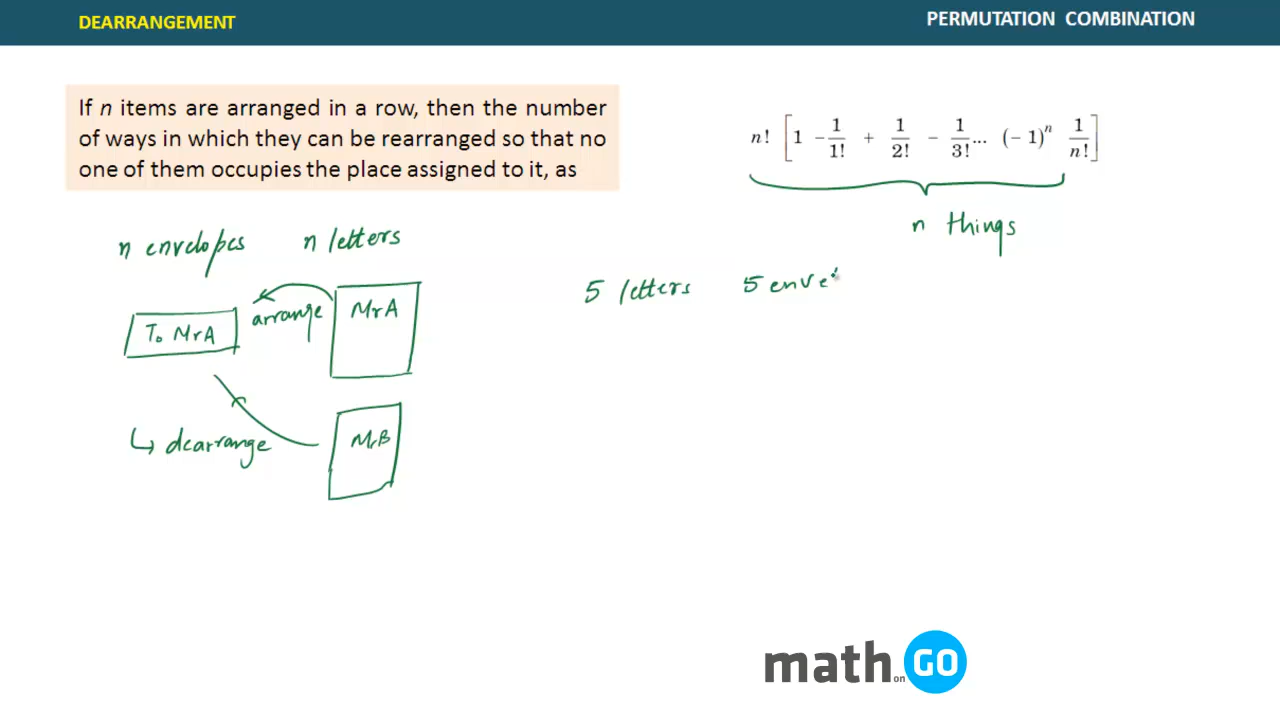 DEARRANGEMENT
PERMUTATION COMBINATION
If n items are arranged in a row, then the number
of ways in which they can be rearranged so that no
one of them occupies the place assigned to it, as
n! [1 - 1/1! + 1/2! - 1/3! ... (-1)^n 1/n!]
n things
n envelopes n letters
5 letters 5 enve
To MrA
arrange
MrA
↳ dearrange
MrB
math on GO